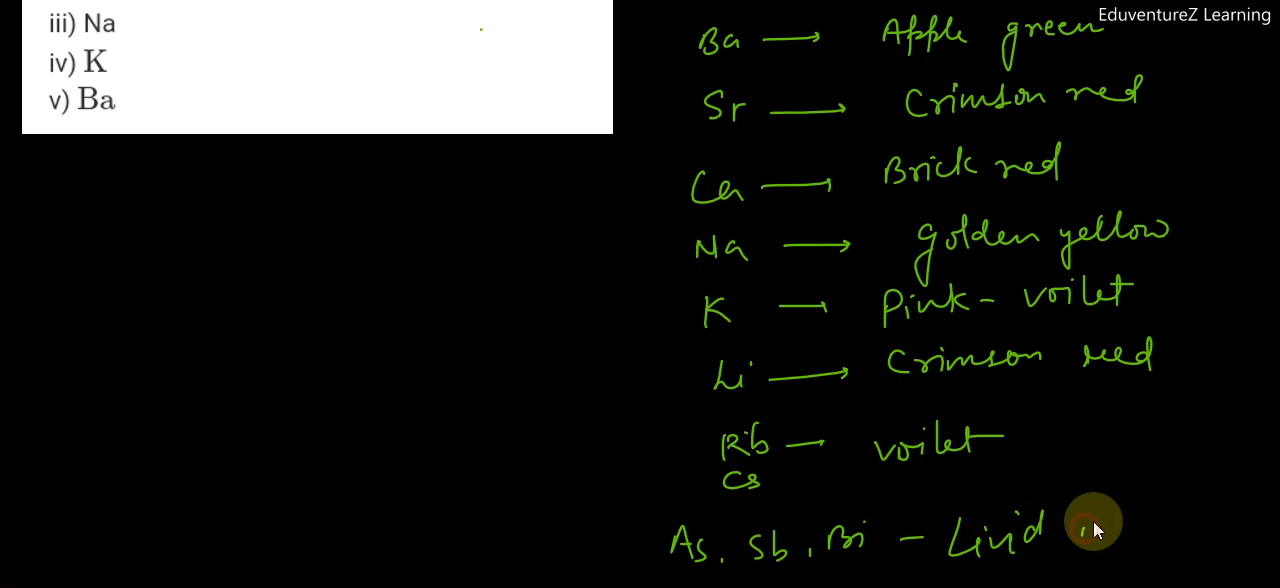 EduventureZ Learning
iii) Na
iv) K
v) Ba
Ba → Apple green
Sr → Crimson red
Ca → Brick red
Na → golden yellow
K → Pink - voilet
Li → Crimson red
Rb → voilet
Cs
As, Sb, Bi - Livid